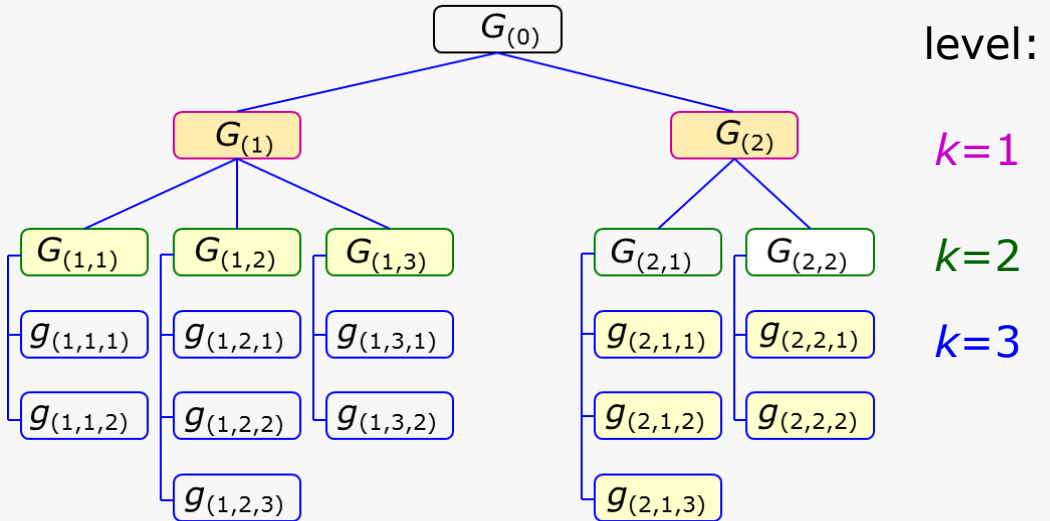 G(0)
level:
G(1)
G(2)
k=1
G(1,1)
G(1,2)
G(1,3)
G(2,1)
G(2,2)
k=2
g(1,1,1)
g(1,2,1)
g(1,3,1)
g(2,1,1)
g(2,2,1)
k=3
g(1,1,2)
g(1,2,2)
g(1,3,2)
g(2,1,2)
g(2,2,2)
g(1,2,3)
g(2,1,3)